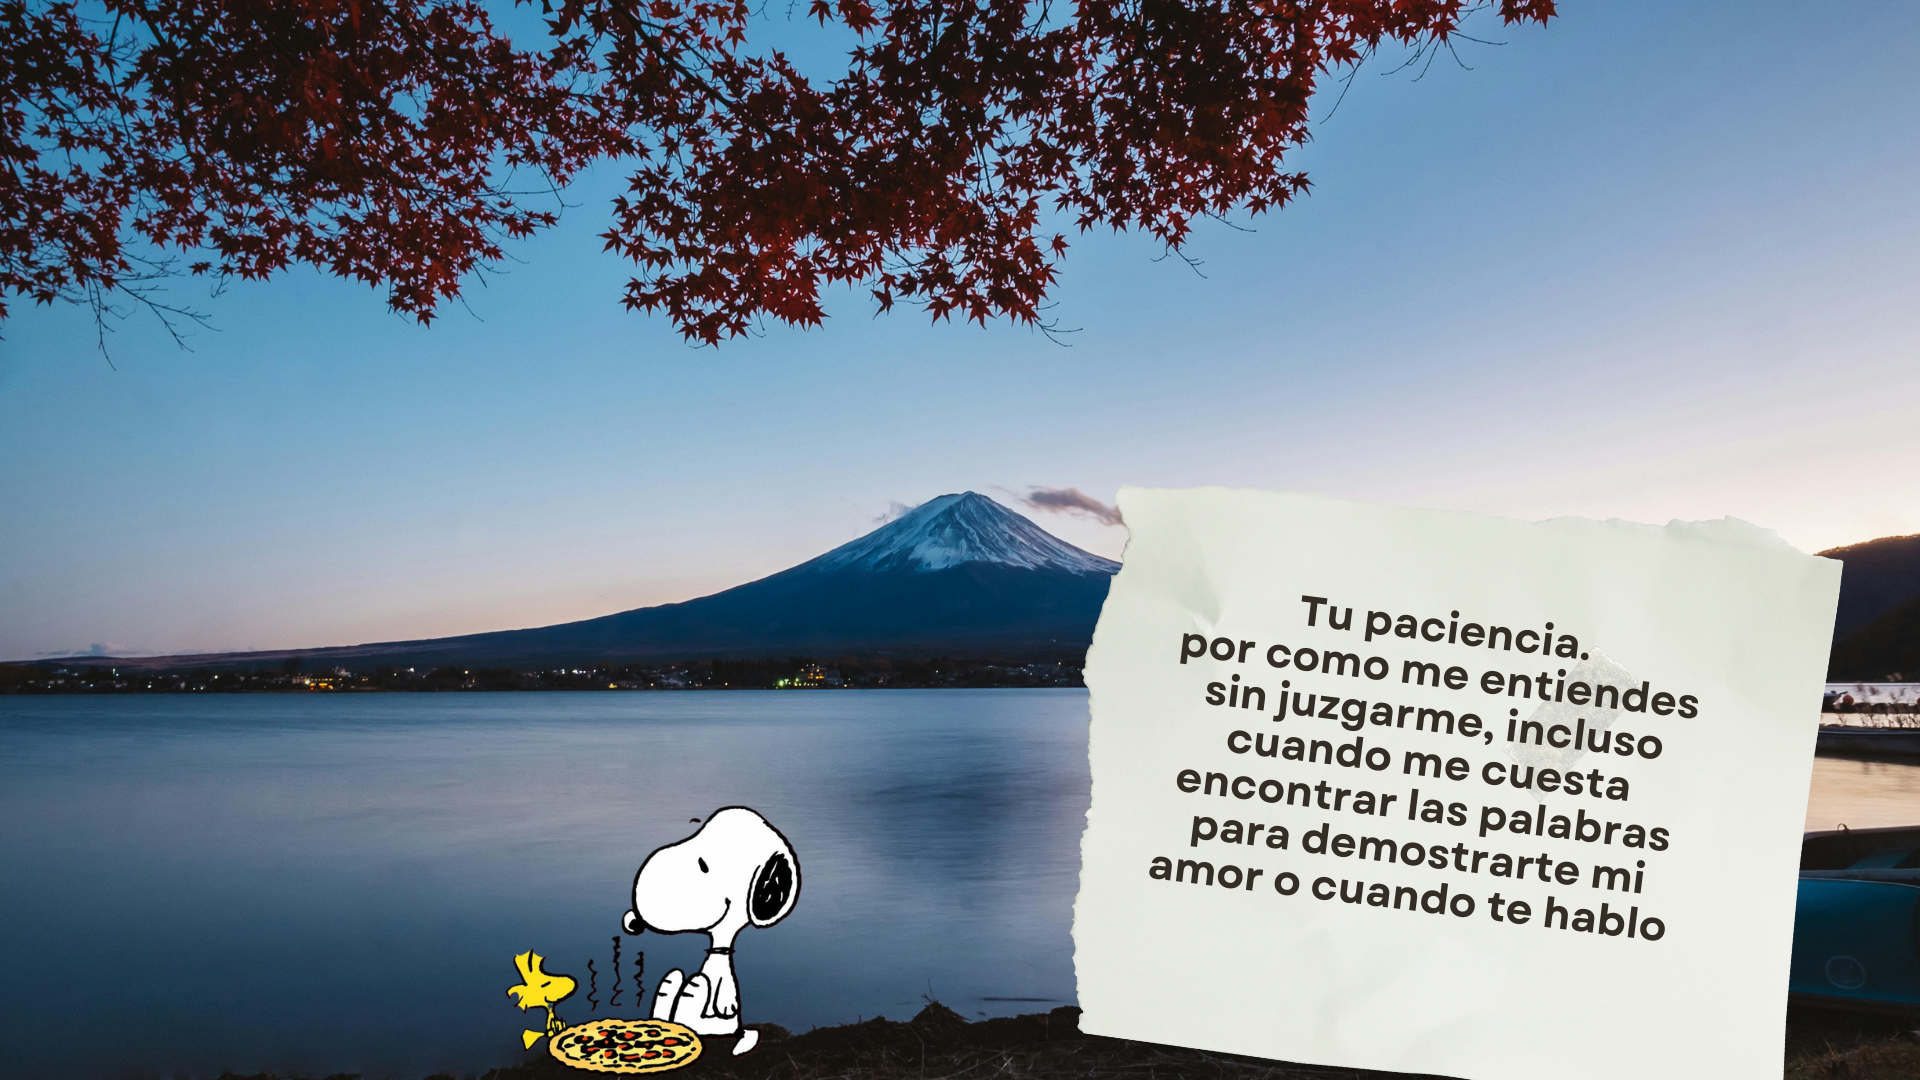 Tu paciencia.
por como me entiendes
sin juzgarme, incluso
cuando me cuesta
encontrar las palabras
para demostrarte mi
amor o cuando te hablo